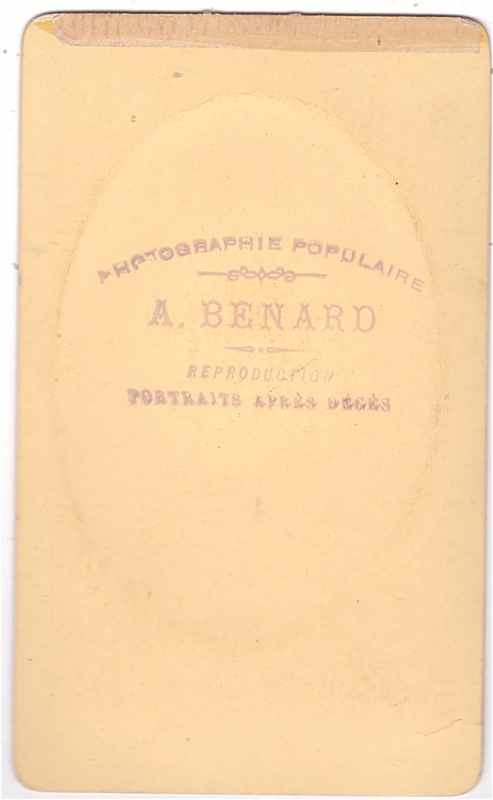 PHOTOGRAPHIE POPULAIRE
A. BENARD
REPRODUCTION
PORTRAITS APRÈS DÉCÈS